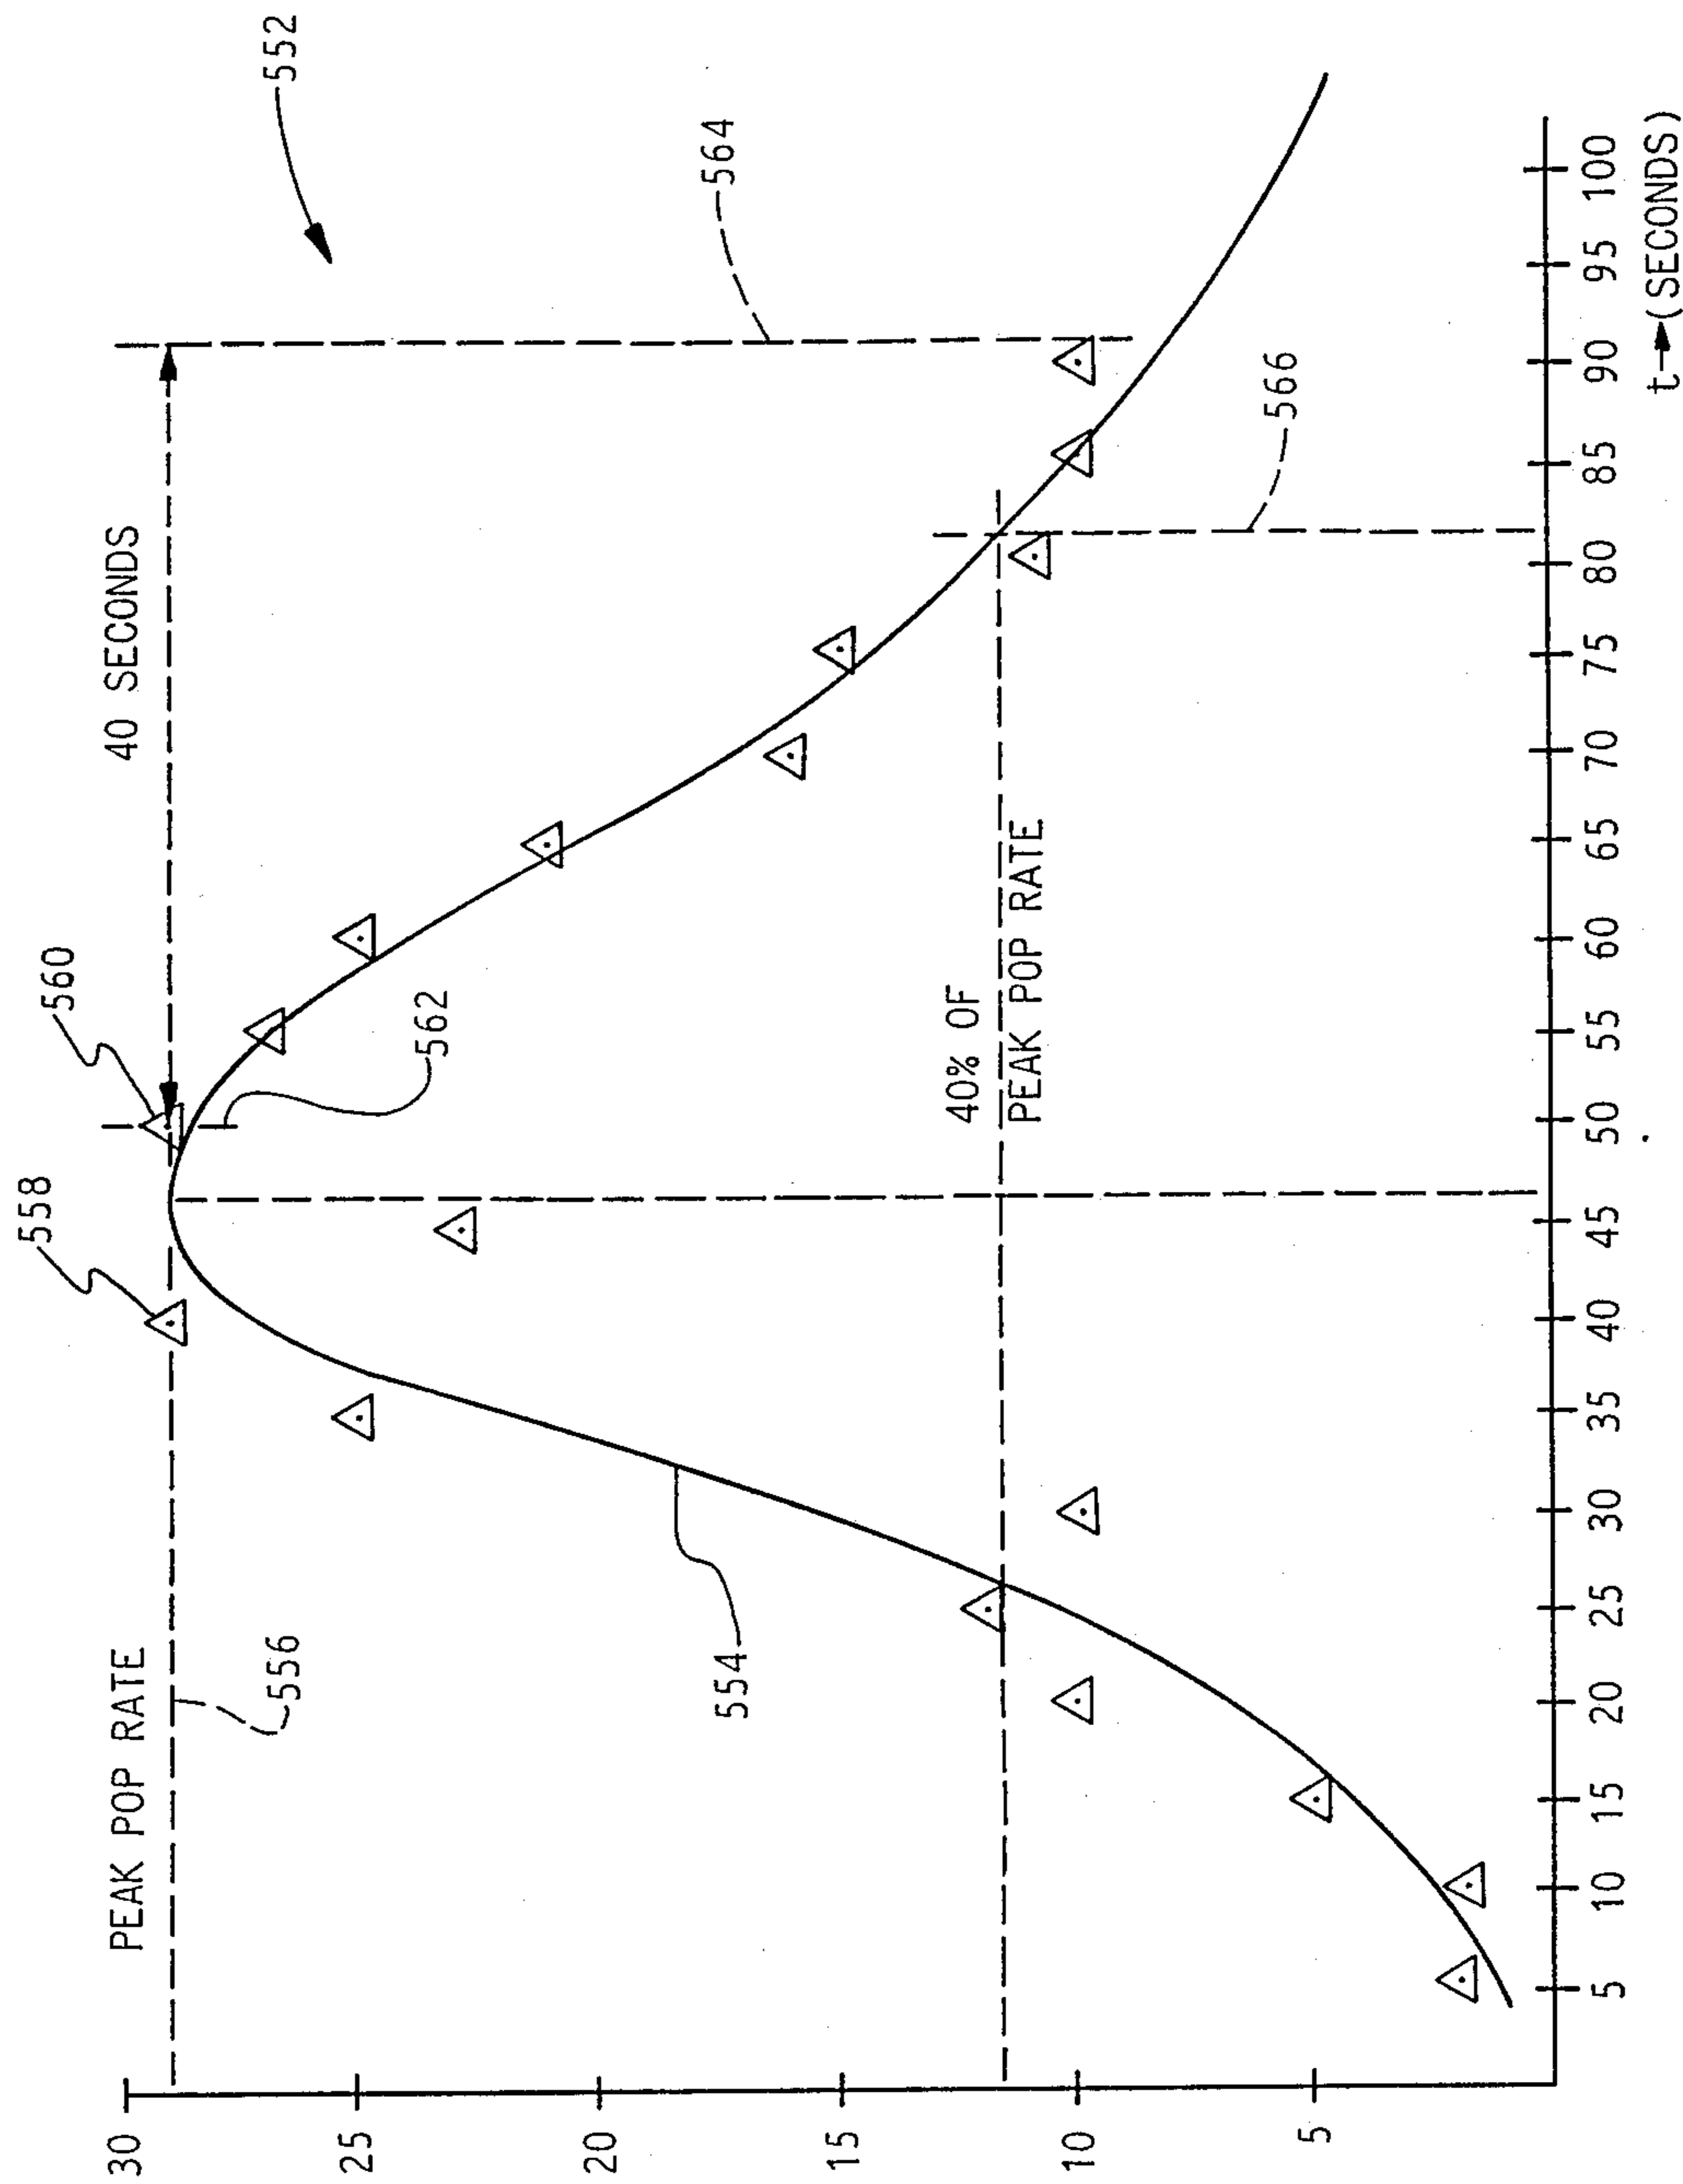 552
560
558
40 SECONDS
PEAK POP RATE
556
562
564
554
40% OF
PEAK POP RATE
566
30
25
20
15
10
5
5 10 15 20 25 30 35 40 45 50 55 60 65 70 75 80 85 90 95 100
t→(SECONDS)